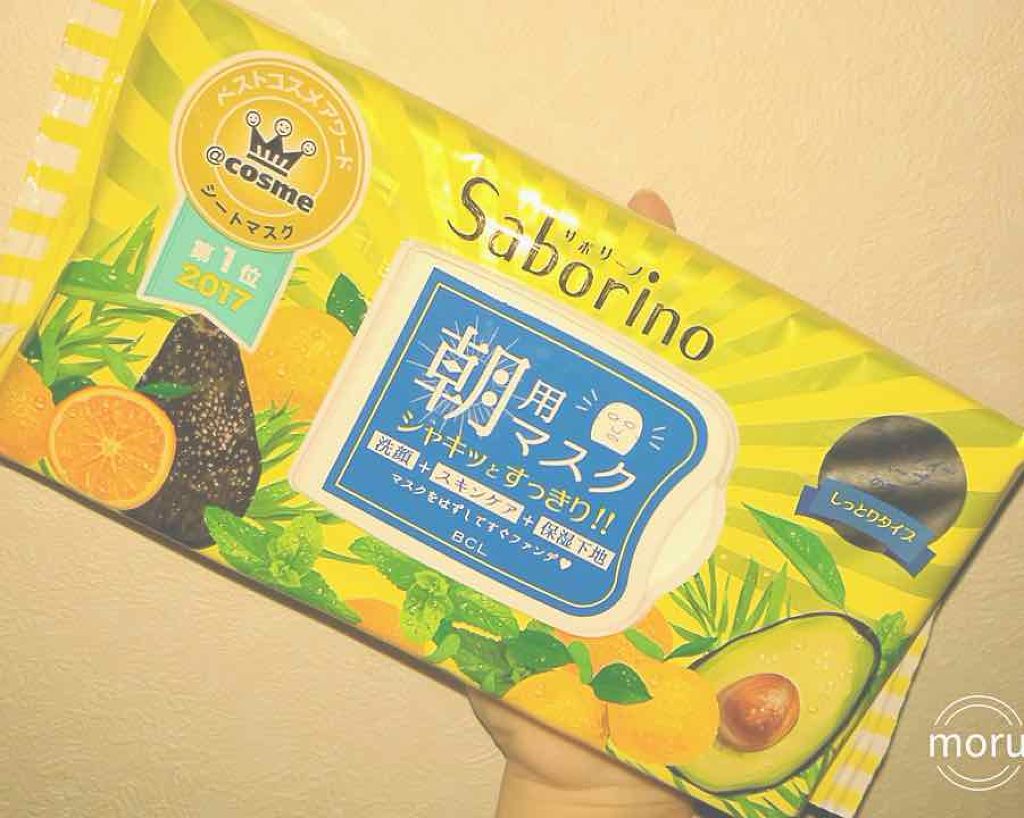 ベストコスメアワード
@cosme
シートマスク
第1位
2017
Saborino
サボリーノ
朝用マスク
シャキッとすっきり!!
洗顔+スキンケア+保湿下地
マスクをはずしてすぐファンデ♥
BCL
しっとりタイプ
moru